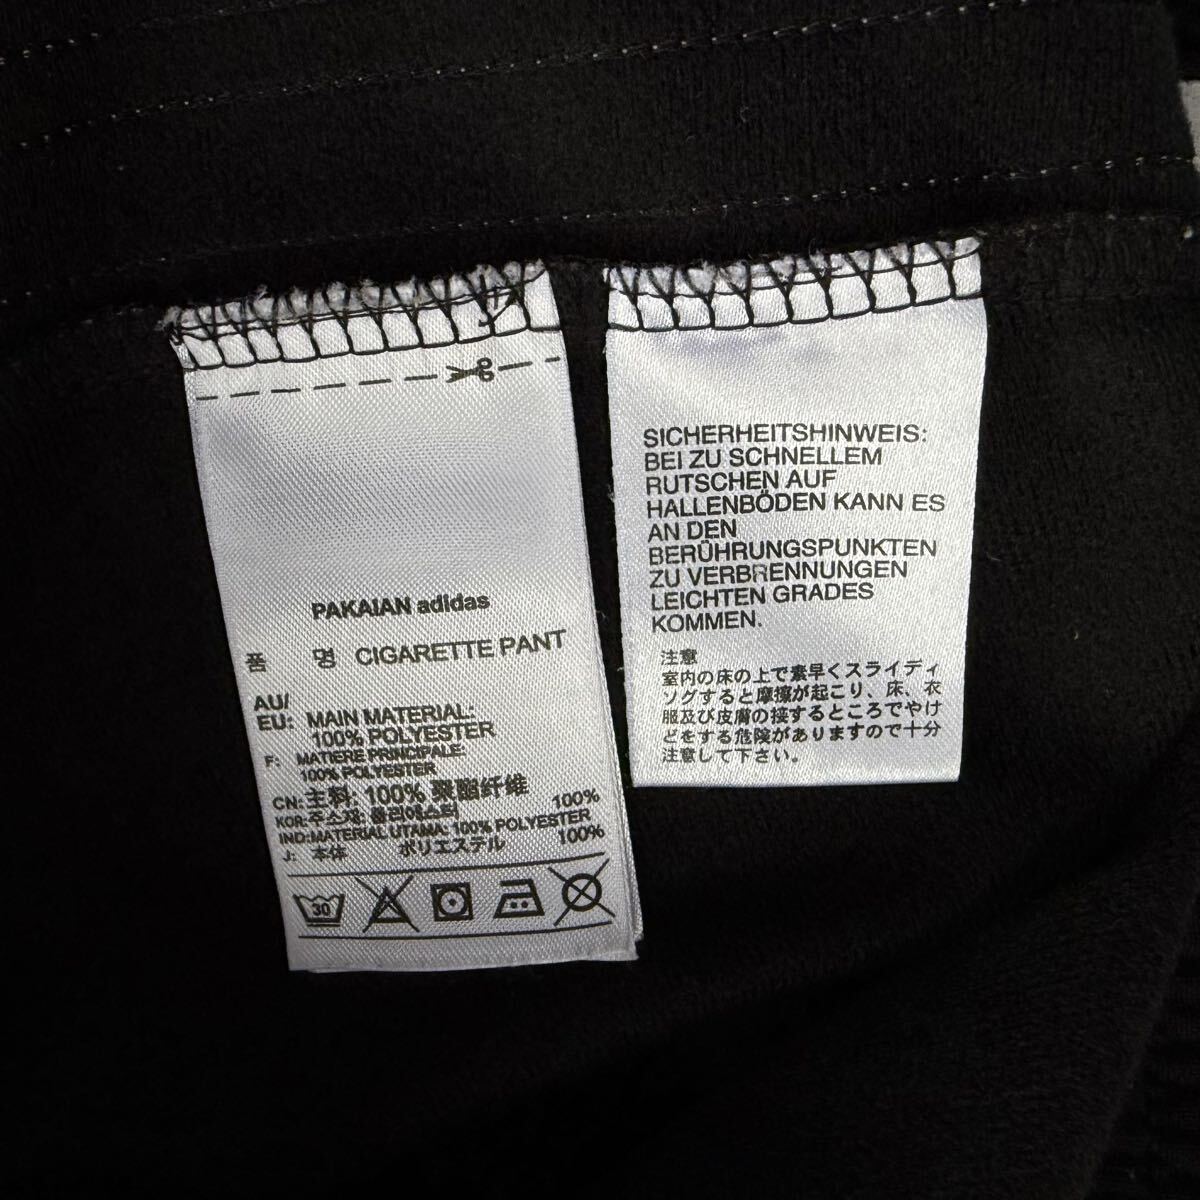 PAKAIAN adidas
품 명 CIGARETTE PANT
AU/
EU: MAIN MATERIAL:
100% POLYESTER
F: MATIERE PRINCIPALE:
100% POLYESTER
CN: 主料: 100% 聚酯纤维
KOR: 주소재: 폴리에스터 100%
IND: MATERIAL UTAMA: 100% POLYESTER
J: 本体 ポリエステル 100%
30
SICHERHEITSHINWEIS:
BEI ZU SCHNELLEM
RUTSCHEN AUF
HALLENBÖDEN KANN ES
AN DEN
BERÜHRUNGSPUNKTEN
ZU VERBRENNUNGEN
LEICHTEN GRADES
KOMMEN.
注意
室内の床の上で素早くスライディ
ングすると摩擦が起こり、床、衣
服及び皮膚の接するところでやけ
どをする危険がありますので十分
注意して下さい。